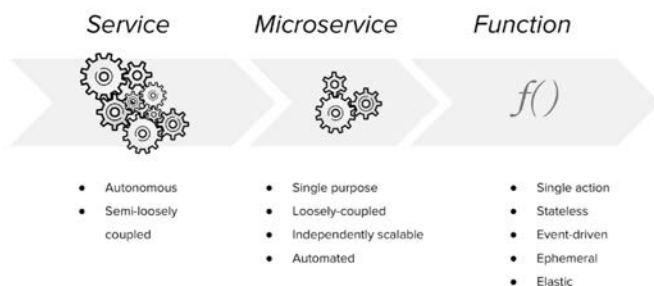 Service
Microservice
Function
f()
Autonomous
Semi-loosely
coupled
Single purpose
Loosely-coupled
Independently scalable
Automated
Single action
Stateless
Event-driven
Ephemeral
Elastic